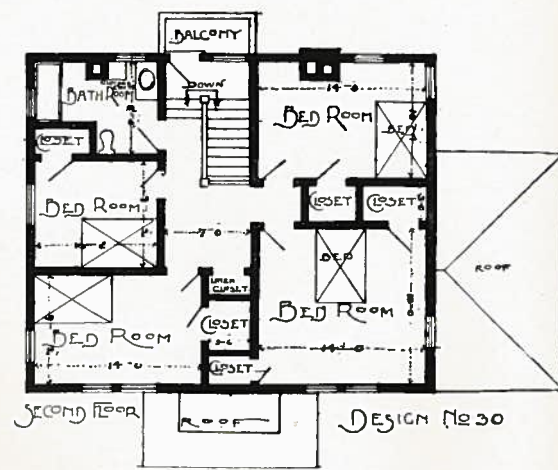 BALCONY
DOWN
BATH ROOM
14-0
BED ROOM
BED
CLOSET
CLOSET
CLOSET
BED ROOM
7-0
ROOF
LINEN
CLOSET
BED
BED ROOM
CLOSET
BED ROOM
14-0
14-0
CLOSET
SECOND FLOOR
ROOF
DESIGN No 30